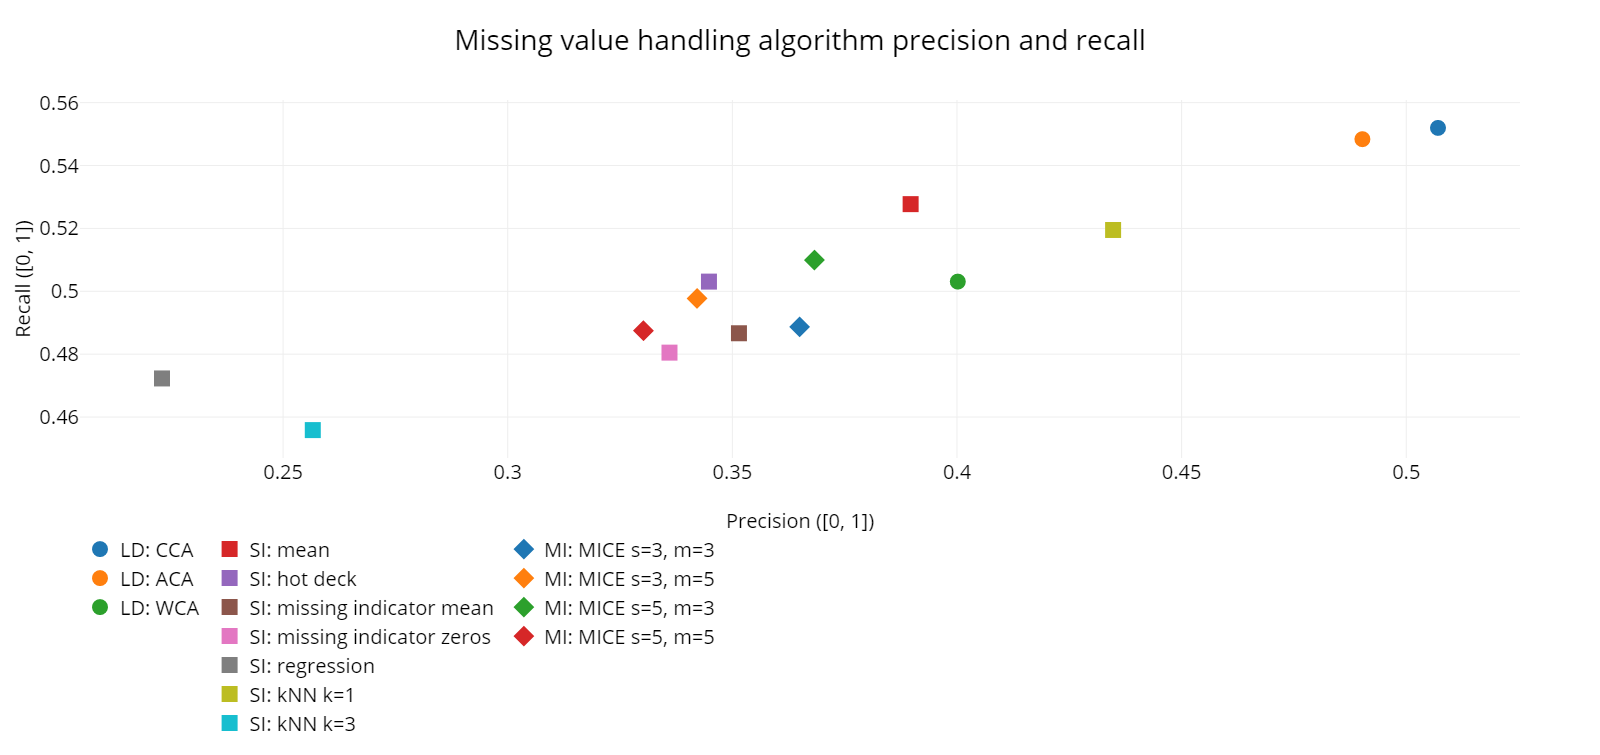 Missing value handling algorithm precision and recall
0.56
0.54
0.52
0.5
0.48
0.46
Recall ([0, 1])
0.25 0.3 0.35 0.4 0.45 0.5
Precision ([0, 1])
LD: CCA
LD: ACA
LD: WCA
SI: mean
SI: hot deck
SI: missing indicator mean
SI: missing indicator zeros
SI: regression
SI: kNN k=1
SI: kNN k=3
MI: MICE s=3, m=3
MI: MICE s=3, m=5
MI: MICE s=5, m=3
MI: MICE s=5, m=5